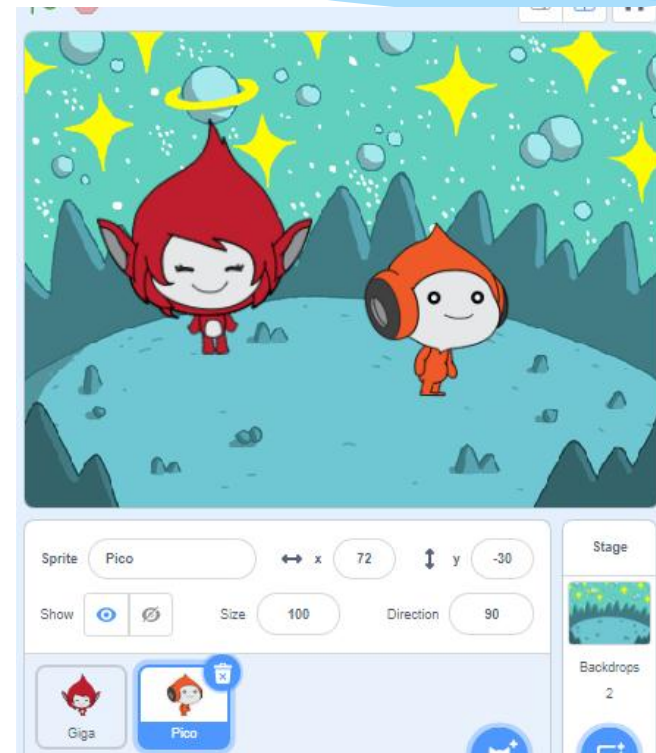 Sprite Pico x 72 y -30
Show Size 100 Direction 90
Stage
Backdrops
2
Giga
Pico